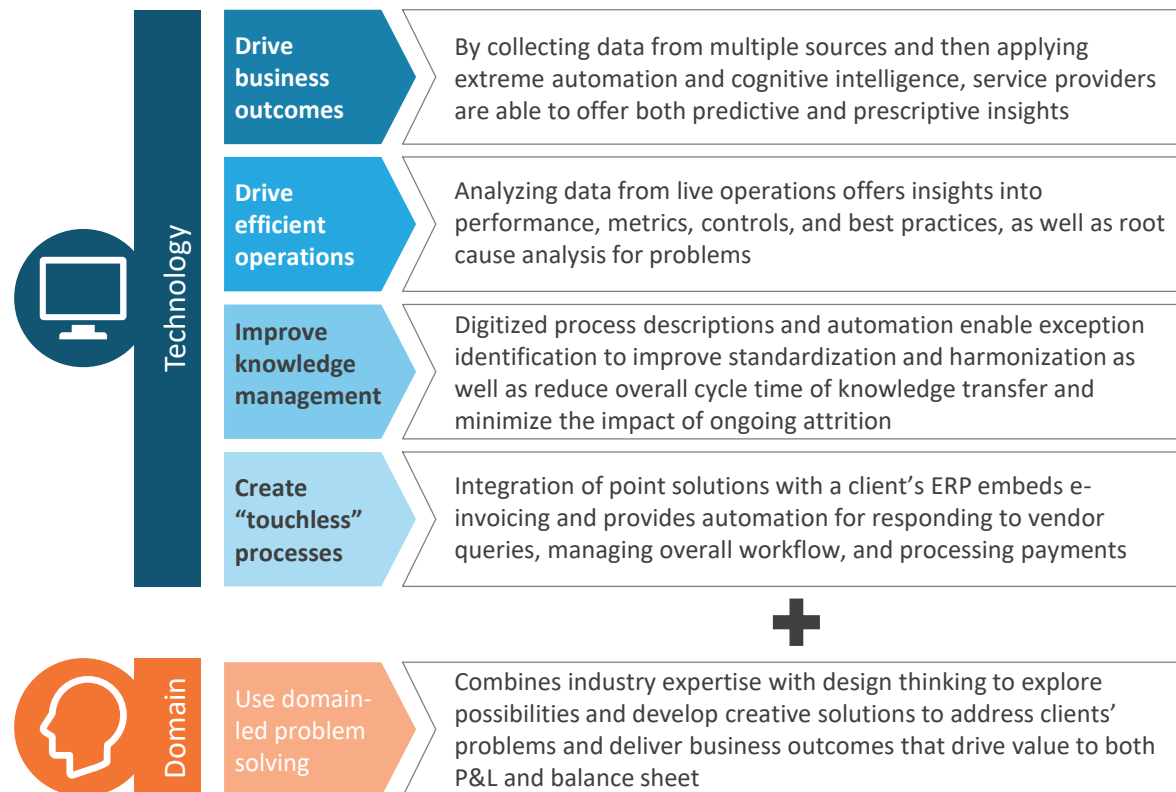 Technology
Drive
business
outcomes
By collecting data from multiple sources and then applying
extreme automation and cognitive intelligence, service providers
are able to offer both predictive and prescriptive insights
Drive
efficient
operations
Analyzing data from live operations offers insights into
performance, metrics, controls, and best practices, as well as root
cause analysis for problems
Improve
knowledge
management
Digitized process descriptions and automation enable exception
identification to improve standardization and harmonization as
well as reduce overall cycle time of knowledge transfer and
minimize the impact of ongoing attrition
Create
“touchless”
processes
Integration of point solutions with a client’s ERP embeds e-
invoicing and provides automation for responding to vendor
queries, managing overall workflow, and processing payments
Domain
Use domain-
led problem
solving
Combines industry expertise with design thinking to explore
possibilities and develop creative solutions to address clients’
problems and deliver business outcomes that drive value to both
P&L and balance sheet